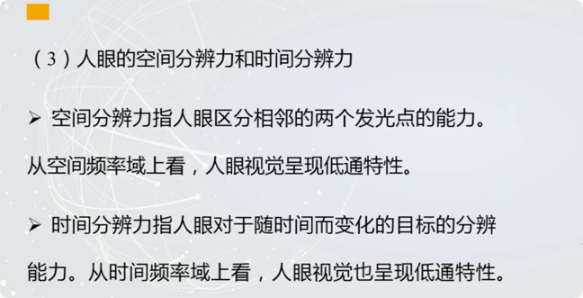 （3）人眼的空间分辨力和时间分辨力
➢ 空间分辨力指人眼区分相邻的两个发光点的能力。
从空间频率域上看，人眼视觉呈现低通特性。
➢ 时间分辨力指人眼对于随时间而变化的目标的分辨
能力。从时间频率域上看，人眼视觉也呈现低通特性。